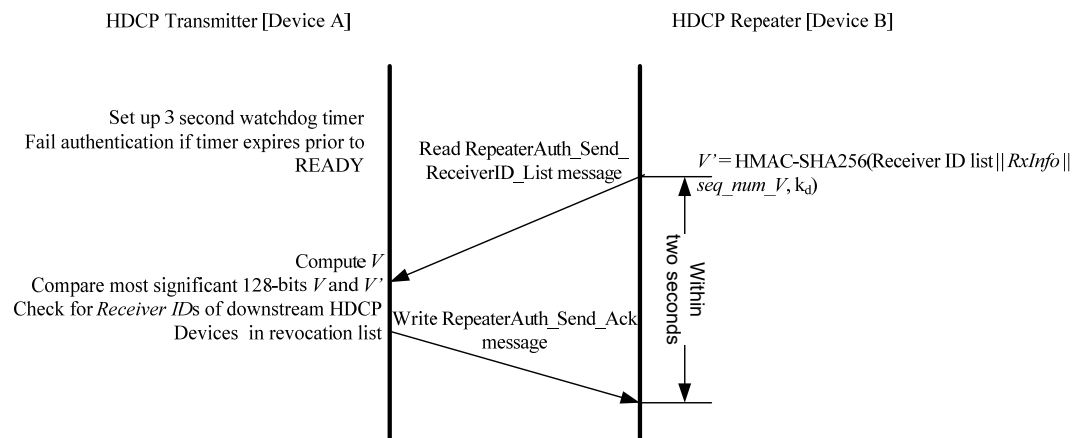 HDCP Transmitter [Device A]
HDCP Repeater [Device B]
Set up 3 second watchdog timer
Fail authentication if timer expires prior to
READY
Read RepeaterAuth_Send_
ReceiverID_List message
V’ = HMAC-SHA256(Receiver ID list || RxInfo ||
seq_num_V, kd)
Within
two seconds
Compute V
Compare most significant 128-bits V and V’
Check for Receiver IDs of downstream HDCP
Devices in revocation list
Write RepeaterAuth_Send_Ack
message